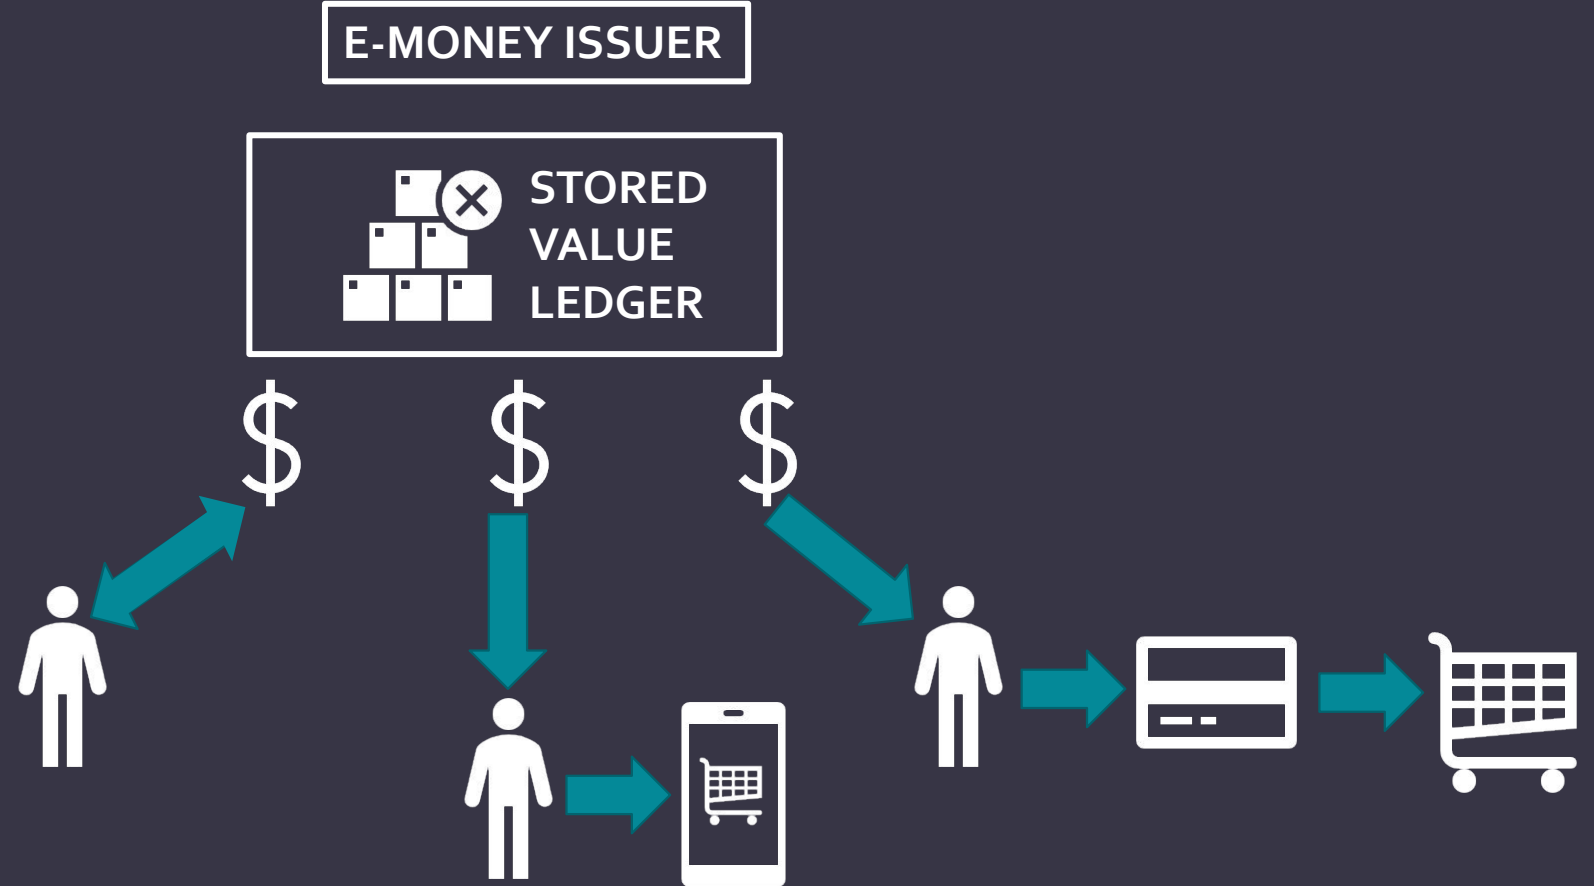 E-MONEY ISSUER
STORED
VALUE
LEDGER
$ $ $